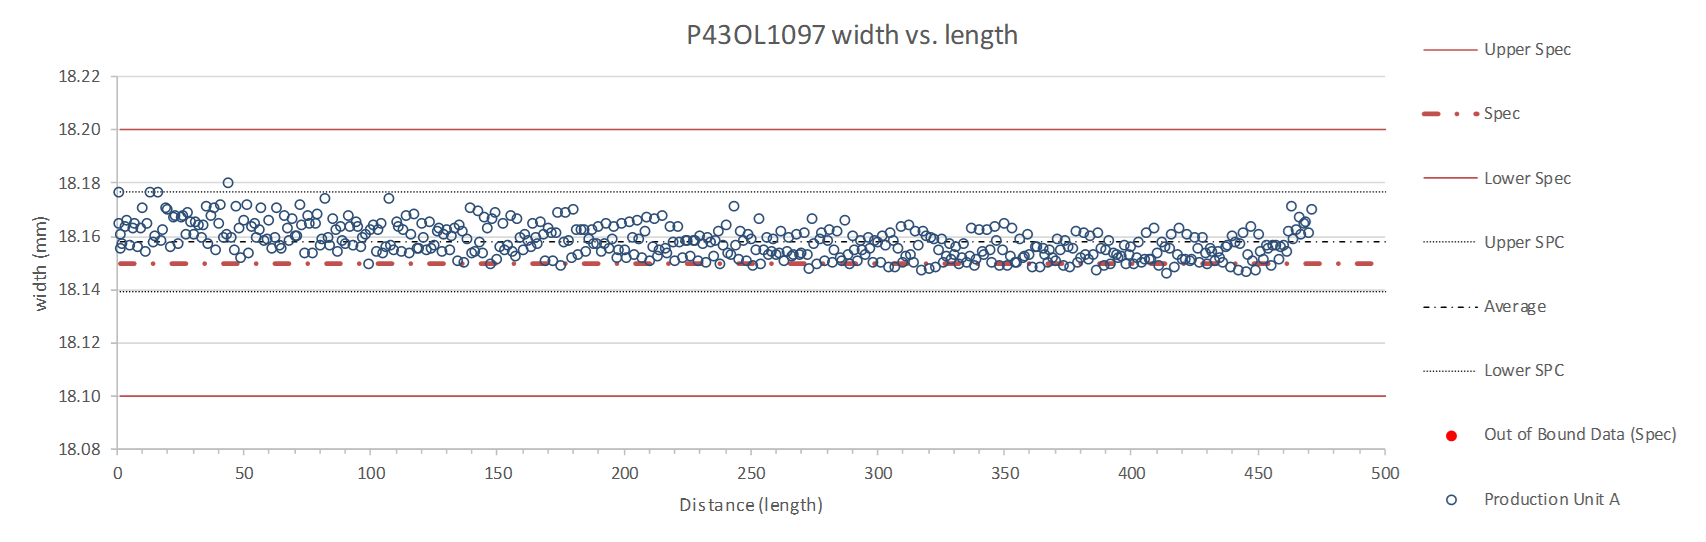 P43OL1097 width vs. length
18.22
18.20
18.18
18.16
18.14
18.12
18.10
18.08
width (mm)
0 50 100 150 200 250 300 350 400 450 500
Distance (length)
Upper Spec
Spec
Lower Spec
Upper SPC
Average
Lower SPC
Out of Bound Data (Spec)
Production Unit A